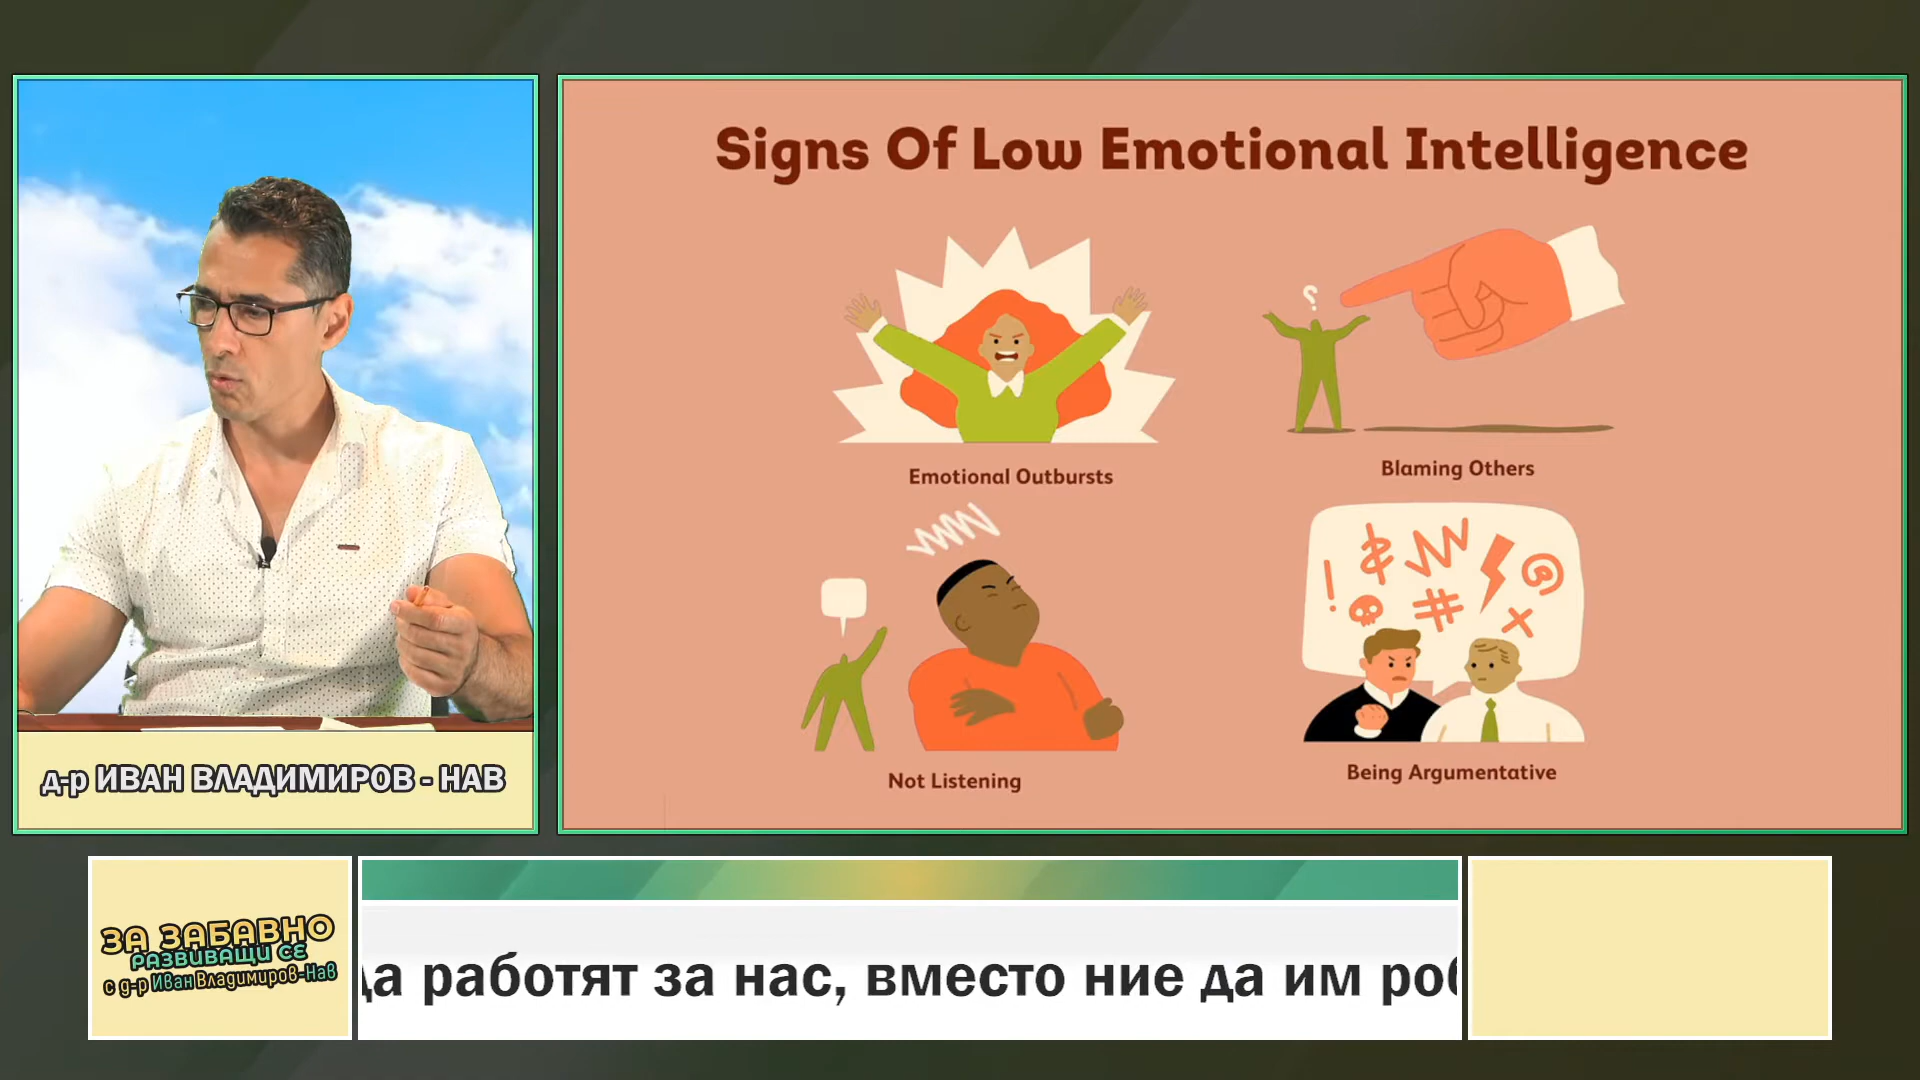 Signs Of Low Emotional Intelligence
Emotional Outbursts
Blaming Others
Not Listening
Being Argumentative
д-р ИВАН ВЛАДИМИРОВ - НАВ
ЗА ЗАБАВНО
РАЗВИВАЩИ СЕ
с д-р Иван Владимиров-Нав
да работят за нас, вместо ние да им